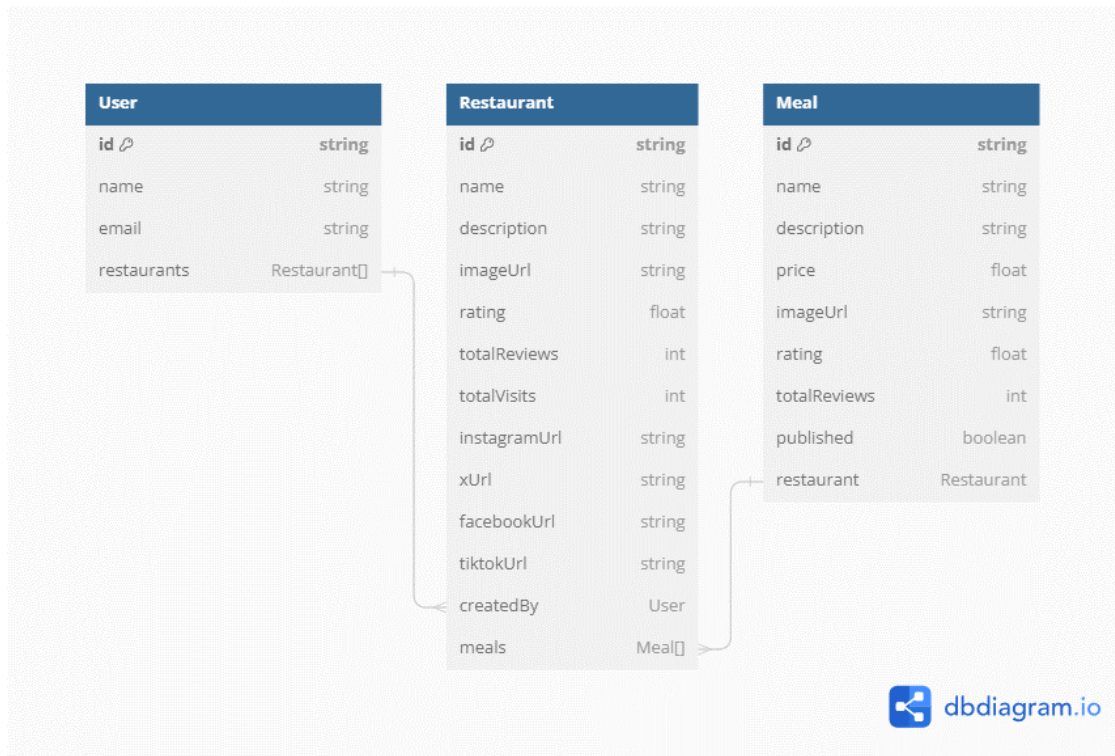 User
id string
name string
email string
restaurants Restaurant[]
Restaurant
id string
name string
description string
imageUrl string
rating float
totalReviews int
totalVisits int
instagramUrl string
xUrl string
facebookUrl string
tiktokUrl string
createdBy User
meals Meal[]
Meal
id string
name string
description string
price float
imageUrl string
rating float
totalReviews int
published boolean
restaurant Restaurant
dbdiagram.io